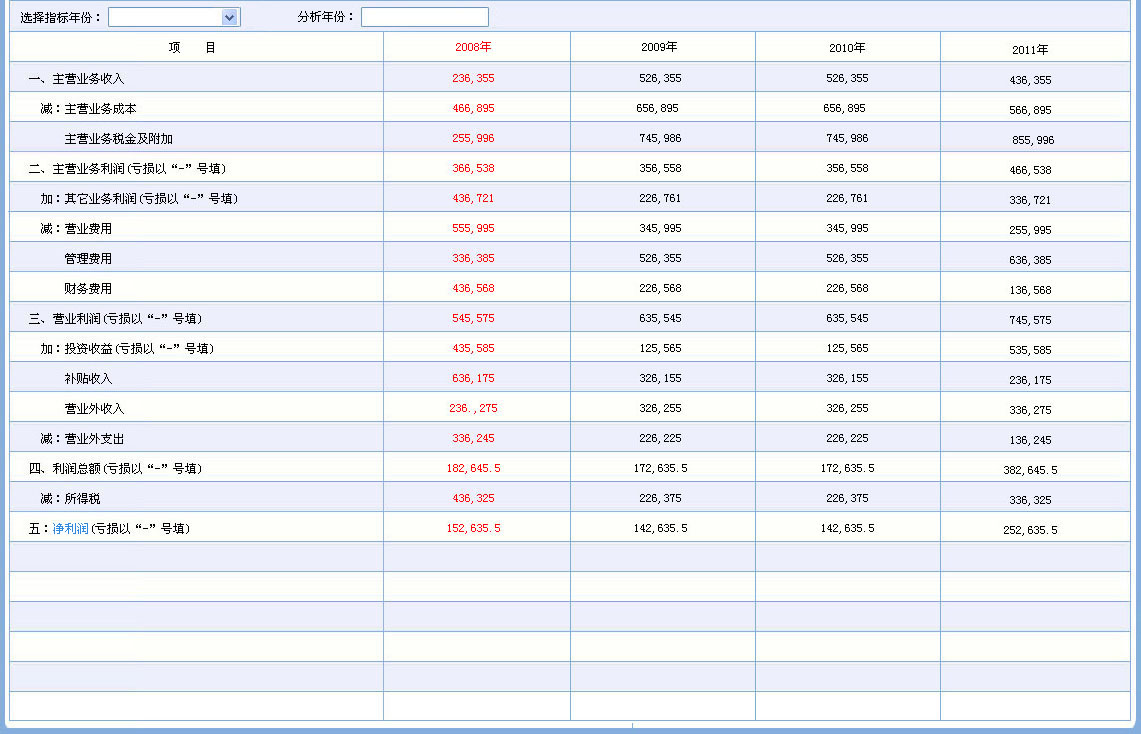 选择指标年份： 分析年份：
项 目 2008年 2009年 2010年 2011年
一、主营业务收入 236,355 526,355 526,355 436,355
减：主营业务成本 466,895 656,895 656,895 566,895
主营业务税金及附加 255,996 745,986 745,986 855,996
二、主营业务利润(亏损以“-”号填) 366,538 356,558 356,558 466,538
加：其它业务利润(亏损以“-”号填) 436,721 226,761 226,761 336,721
减：营业费用 555,995 345,995 345,995 255,995
管理费用 336,385 526,355 526,355 636,385
财务费用 436,568 226,568 226,568 136,568
三、营业利润(亏损以“-”号填) 545,575 635,545 635,545 745,575
加：投资收益(亏损以“-”号填) 435,585 125,565 125,565 535,585
补贴收入 636,175 326,155 326,155 236,175
营业外收入 236.,275 326,255 326,255 336,275
减：营业外支出 336,245 226,225 226,225 136,245
四、利润总额(亏损以“-”号填) 182,645.5 172,635.5 172,635.5 382,645.5
减：所得税 436,325 226,375 226,375 336,325
五：净利润(亏损以“-”号填) 152,635.5 142,635.5 142,635.5 252,635.5